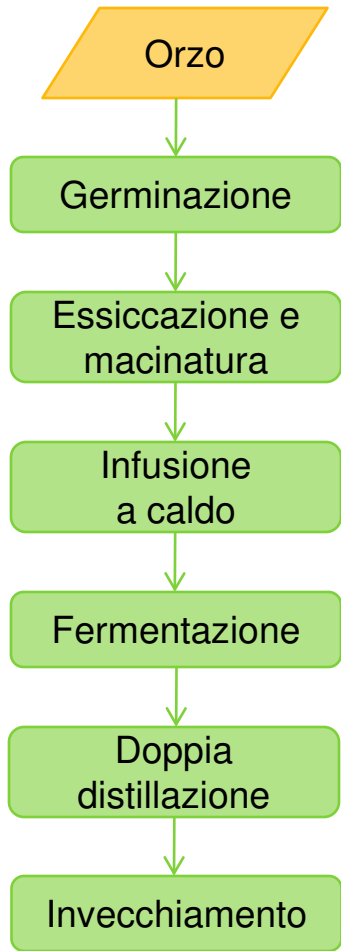 Orzo
Germinazione
Essiccazione e
macinatura
Infusione
a caldo
Fermentazione
Doppia
distillazione
Invecchiamento